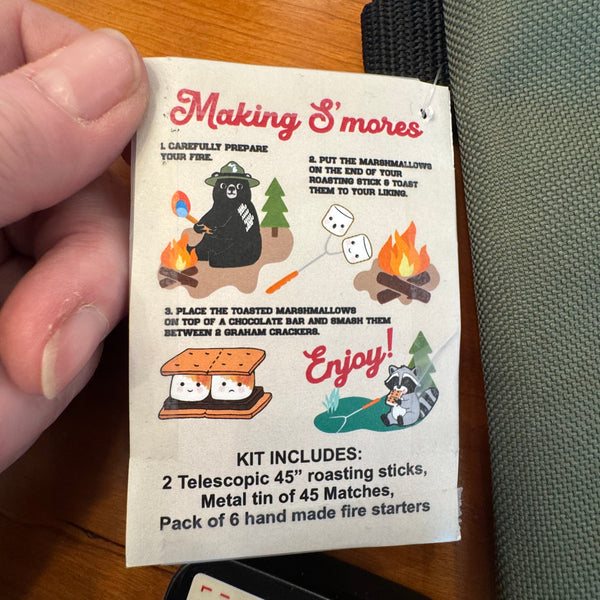 Making S'mores
1. CAREFULLY PREPARE
YOUR FIRE.
2. PUT THE MARSHMALLOWS
ON THE END OF YOUR
ROASTING STICK & TOAST
THEM TO YOUR LIKING.
3. PLACE THE TOASTED MARSHMALLOWS
ON TOP OF A CHOCOLATE BAR AND SMASH THEM
BETWEEN 2 GRAHAM CRACKERS.
Enjoy!
KIT INCLUDES:
2 Telescopic 45” roasting sticks,
Metal tin of 45 Matches,
Pack of 6 hand made fire starters